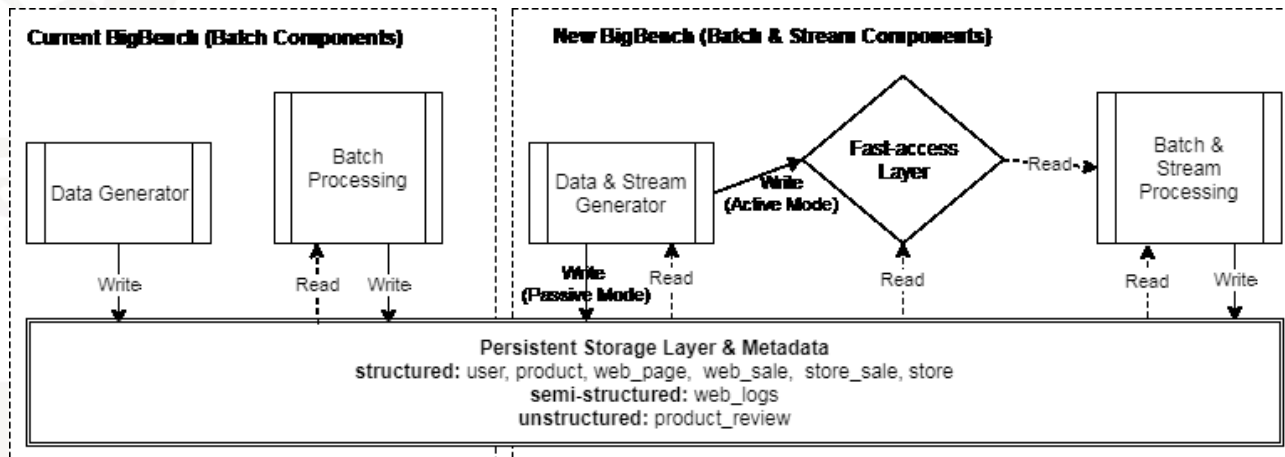 Current BigBench (Batch Components)
New BigBench (Batch & Stream Components)
Data Generator
Batch
Processing
Data & Stream
Generator
Write
(Active Mode)
Fast-access
Layer
Read
Batch &
Stream
Processing
Write
Read
Write
Write
(Passive Mode)
Read
Read
Read
Write
Persistent Storage Layer & Metadata
structured: user, product, web_page, web_sale, store_sale, store
semi-structured: web_logs
unstructured: product_review